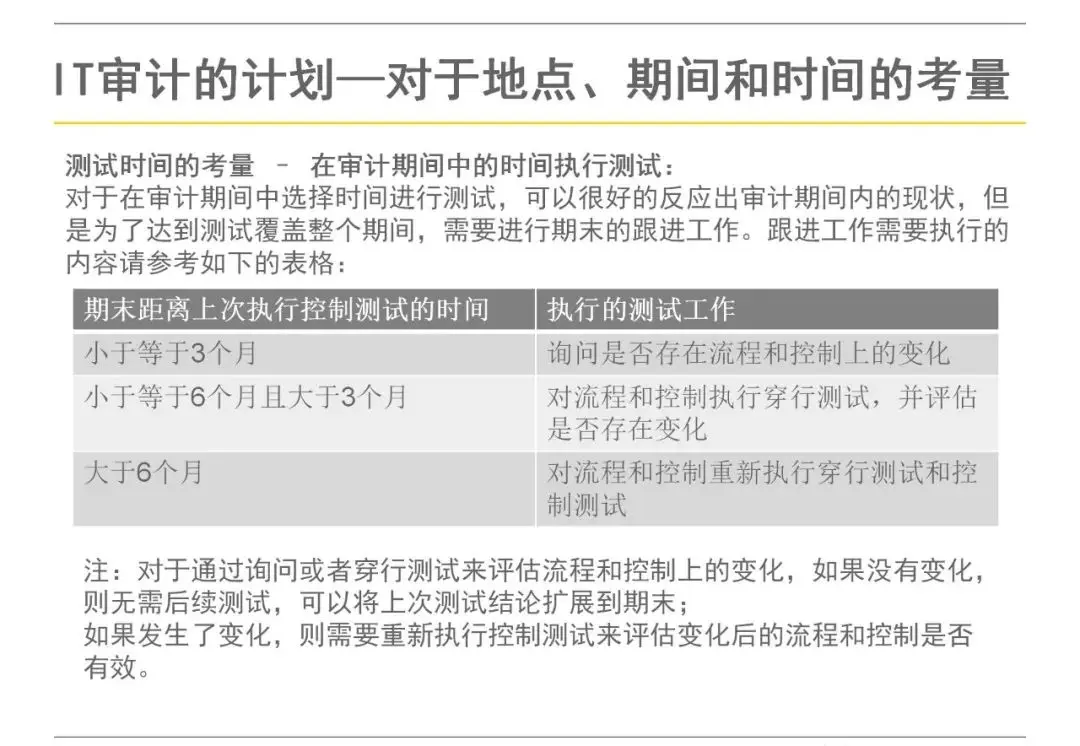 IT审计的计划—对于地点、期间和时间的考量
测试时间的考量 – 在审计期间中的时间执行测试：
对于在审计期间中选择时间进行测试，可以很好的反应出审计期间内的现状，但
是为了达到测试覆盖整个期间，需要进行期末的跟进工作。跟进工作需要执行的
内容请参考如下的表格：
期末距离上次执行控制测试的时间 执行的测试工作
小于等于3个月 询问是否存在流程和控制上的变化
小于等于6个月且大于3个月 对流程和控制执行穿行测试，并评估
是否存在变化
大于6个月 对流程和控制重新执行穿行测试和控
制测试
注：对于通过询问或者穿行测试来评估流程和控制上的变化，如果没有变化，
则无需后续测试，可以将上次测试结论扩展到期末；
如果发生了变化，则需要重新执行控制测试来评估变化后的流程和控制是否
有效。